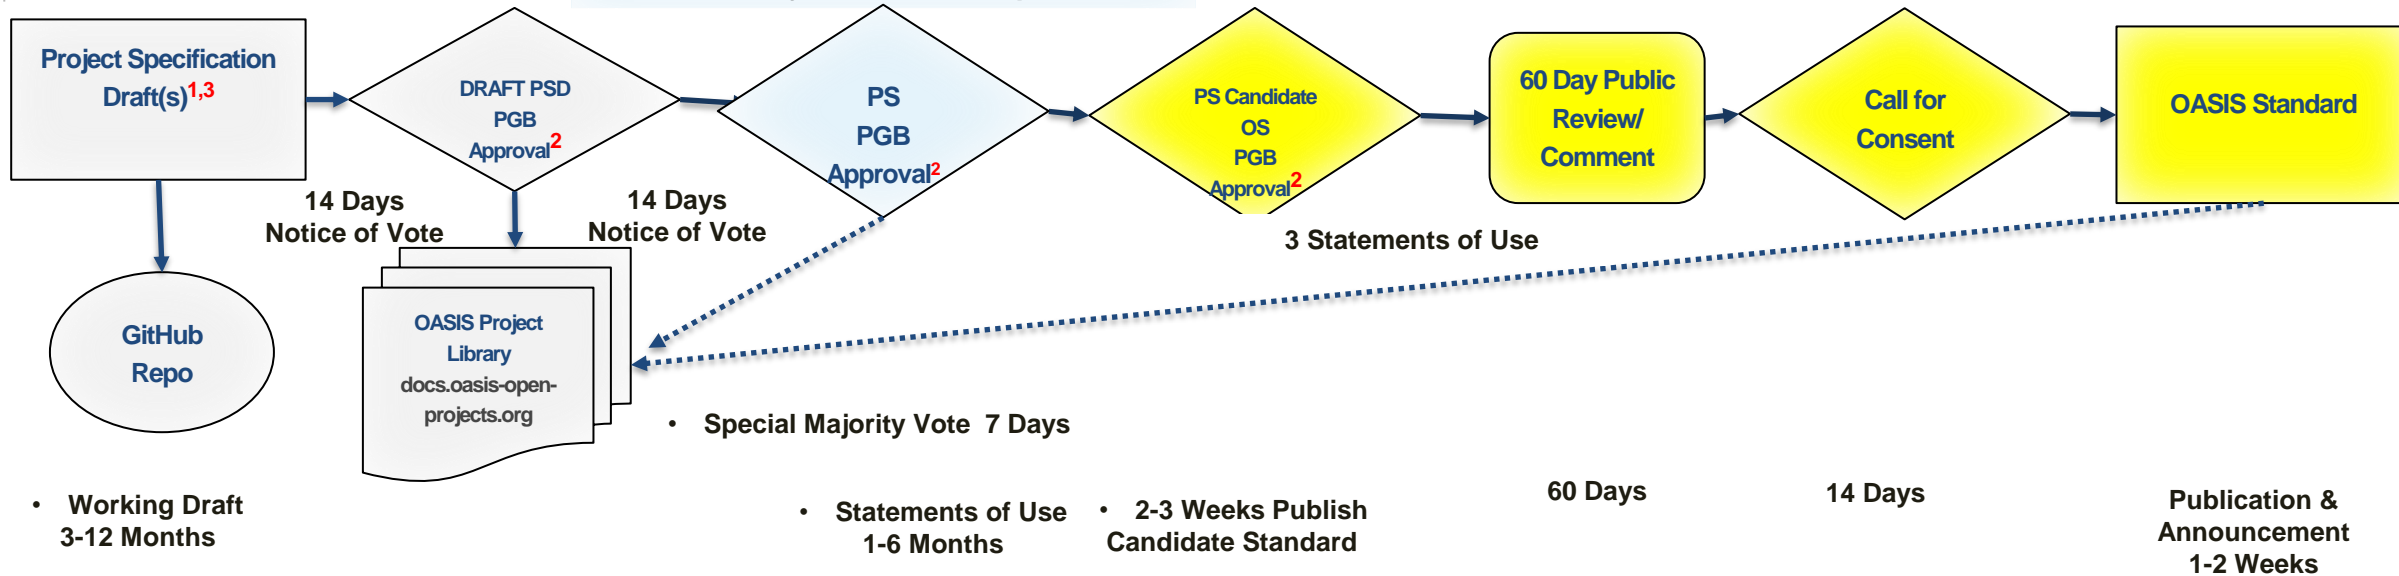 Project Specification
Draft(s)1,3
DRAFT PSD
PGB
Approval2
PS
PGB
Approval2
PS Candidate
OS
PGB
Approval2
60 Day Public
Review/
Comment
Call for
Consent
OASIS Standard
14 Days
Notice of Vote
14 Days
Notice of Vote
3 Statements of Use
GitHub
Repo
OASIS Project
Library
docs.oasis-open-
projects.org
• Special Majority Vote 7 Days
• Working Draft
3-12 Months
• Statements of Use
1-6 Months
• 2-3 Weeks Publish
Candidate Standard
60 Days
14 Days
Publication &
Announcement
1-2 Weeks